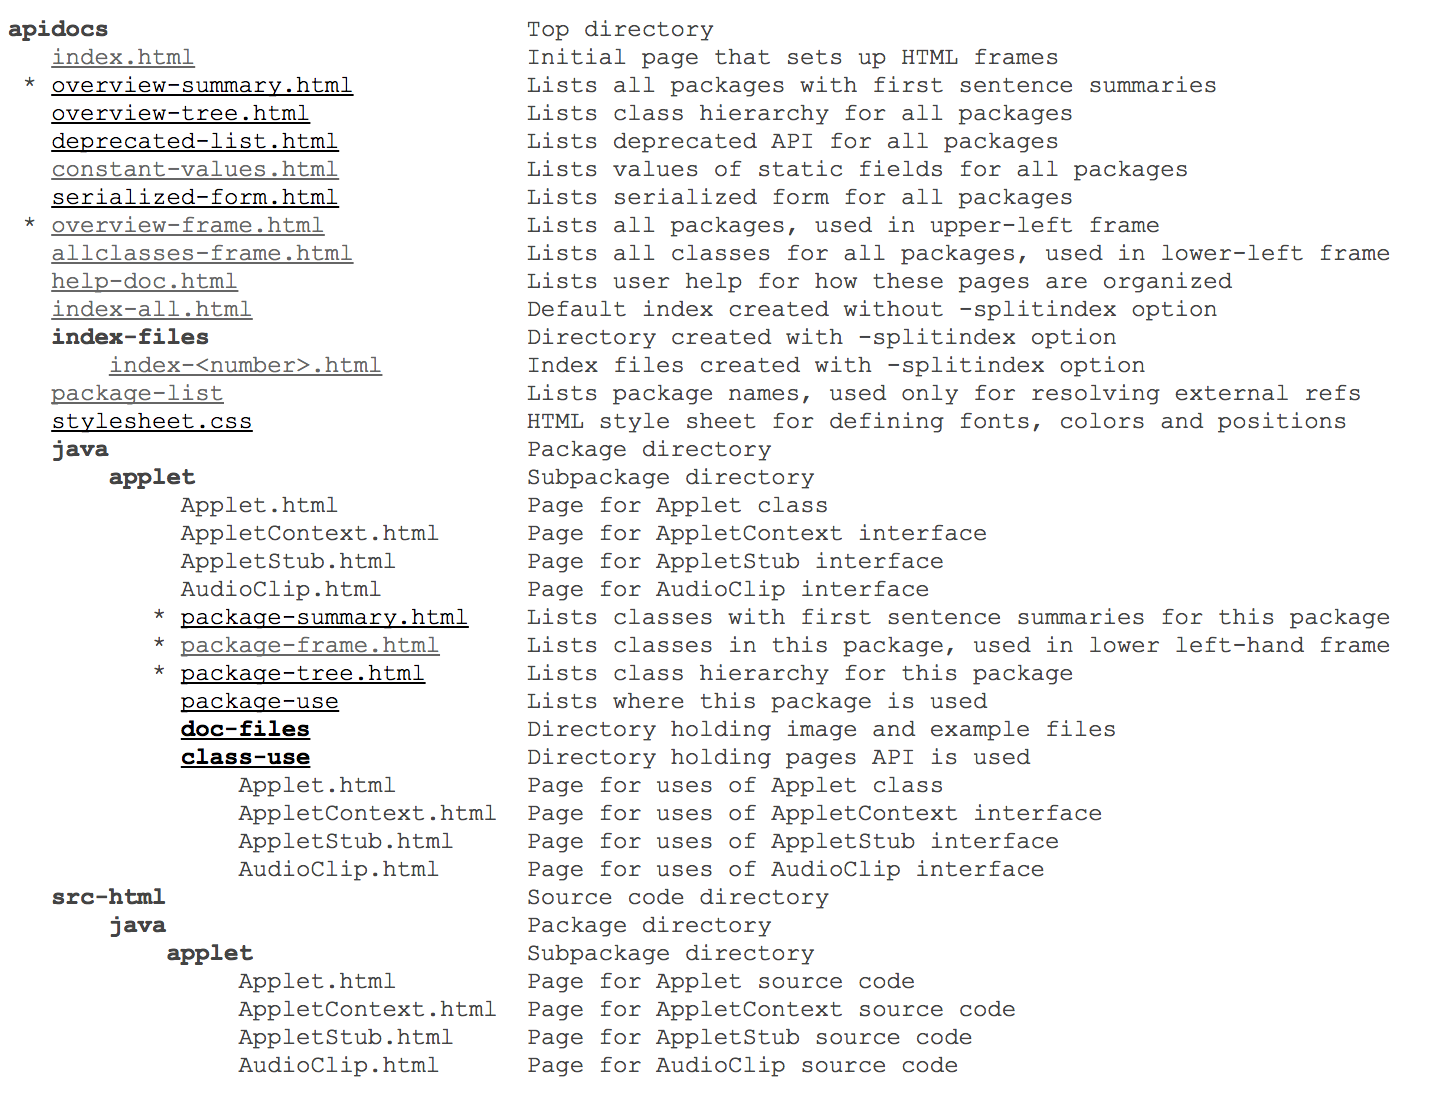 apidocs                             Top directory
   index.html                       Initial page that sets up HTML frames
 * overview-summary.html            Lists all packages with first sentence summaries
   overview-tree.html               Lists class hierarchy for all packages
   deprecated-list.html             Lists deprecated API for all packages
   constant-values.html             Lists values of static fields for all packages
   serialized-form.html             Lists serialized form for all packages
 * overview-frame.html              Lists all packages, used in upper-left frame
   allclasses-frame.html            Lists all classes for all packages, used in lower-left frame
   help-doc.html                    Lists user help for how these pages are organized
   index-all.html                   Default index created without -splitindex option
   index-files                      Directory created with -splitindex option
       index-<number>.html          Index files created with -splitindex option
   package-list                     Lists package names, used only for resolving external refs
   stylesheet.css                   HTML style sheet for defining fonts, colors and positions
   java                             Package directory
       applet                       Subpackage directory
            Applet.html             Page for Applet class
            AppletContext.html      Page for AppletContext interface
            AppletStub.html         Page for AppletStub interface
            AudioClip.html          Page for AudioClip interface
          * package-summary.html    Lists classes with first sentence summaries for this package
          * package-frame.html      Lists classes in this package, used in lower left-hand frame
          * package-tree.html       Lists class hierarchy for this package
            package-use             Lists where this package is used
            doc-files               Directory holding image and example files
            class-use               Directory holding pages API is used
                Applet.html         Page for uses of Applet class
                AppletContext.html  Page for uses of AppletContext interface
                AppletStub.html     Page for uses of AppletStub interface
                AudioClip.html      Page for uses of AudioClip interface
   src-html                         Source code directory
       java                         Package directory
           applet                   Subpackage directory
                Applet.html         Page for Applet source code
                AppletContext.html  Page for AppletContext source code
                AppletStub.html     Page for AppletStub source code
                AudioClip.html      Page for AudioClip source code